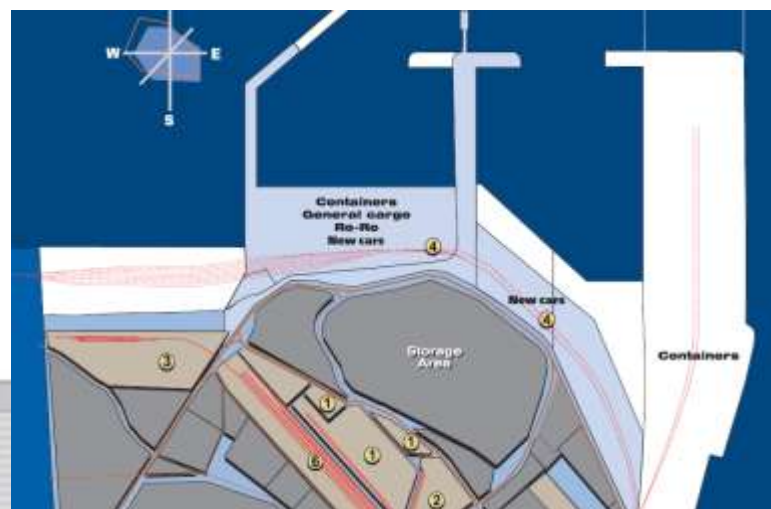 W E
S
Containers
General cargo
Ro-Ro
New cars
4
New cars
4
Storage
Area
Containers
3
1
1
1
6
2